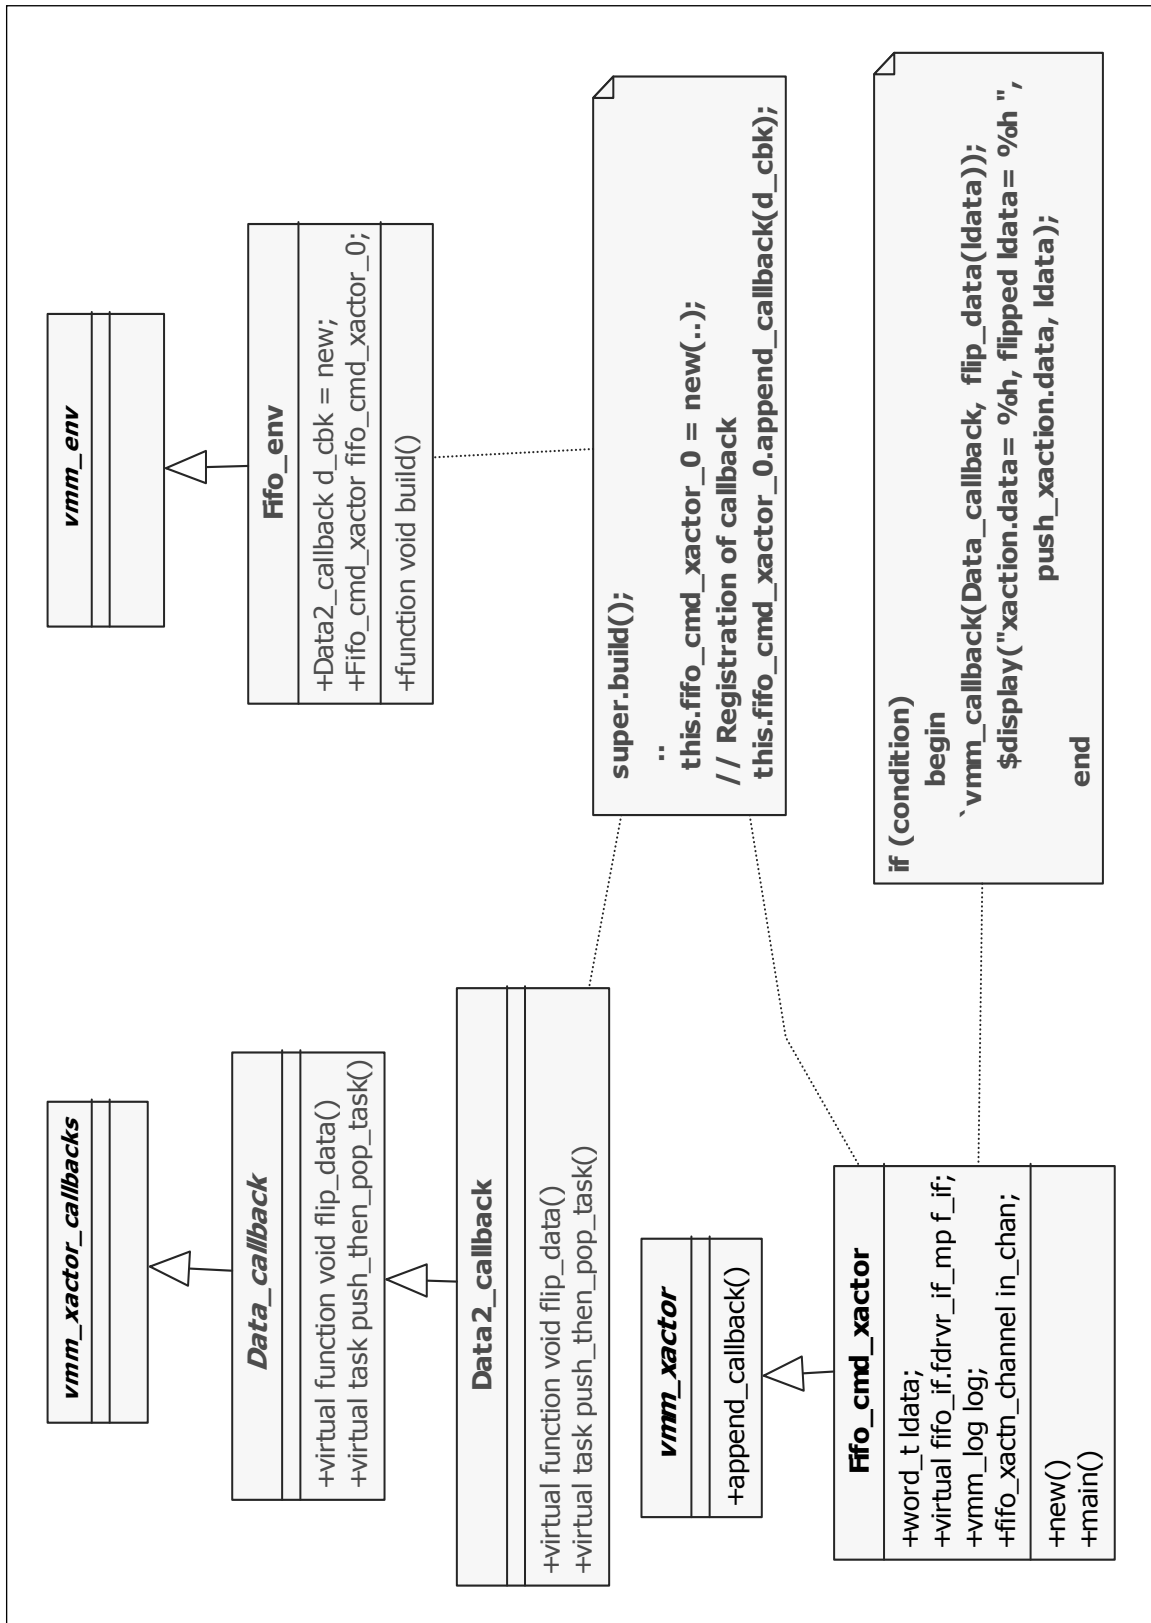 vmm_xactor_callbacks
Data_callback
+virtual function void flip_data()
+virtual task push_then_pop_task()
Data2_callback
+virtual function void flip_data()
+virtual task push_then_pop_task()
vmm_xactor
+append_callback()
Fifo_cmd_xactor
+word_t ldata;
+virtual fifo_if.fdrvr_if_mp f_if;
+vmm_log log;
+fifo_xactn_channel in_chan;
+new()
+main()
vmm_env
Fifo_env
+Data2_callback d_cbk = new;
+Fifo_cmd_xactor fifo_cmd_xactor_0;
+function void build()
super.build();
..
this.fifo_cmd_xactor_0 = new(..);
// Registration of callback
this.fifo_cmd_xactor_0.append_callback(d_cbk);
if (condition)
begin
`vmm_callback(Data_callback, flip_data(ldata));
$display("xaction.data= %h, flipped ldata= %h ",
push_xaction.data, ldata);
end